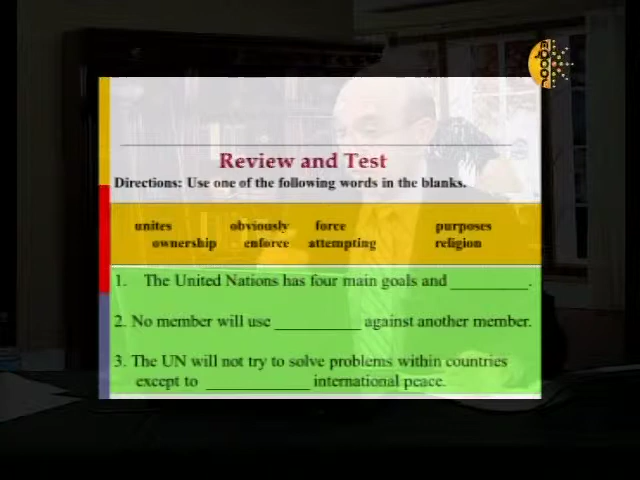 Review and Test
Directions: Use one of the following words in the blanks.
unites obviously force purposes
ownership enforce attempting religion
1. The United Nations has four main goals and __________.
2. No member will use ___________ against another member.
3. The UN will not try to solve problems within countries
except to _____________ international peace.